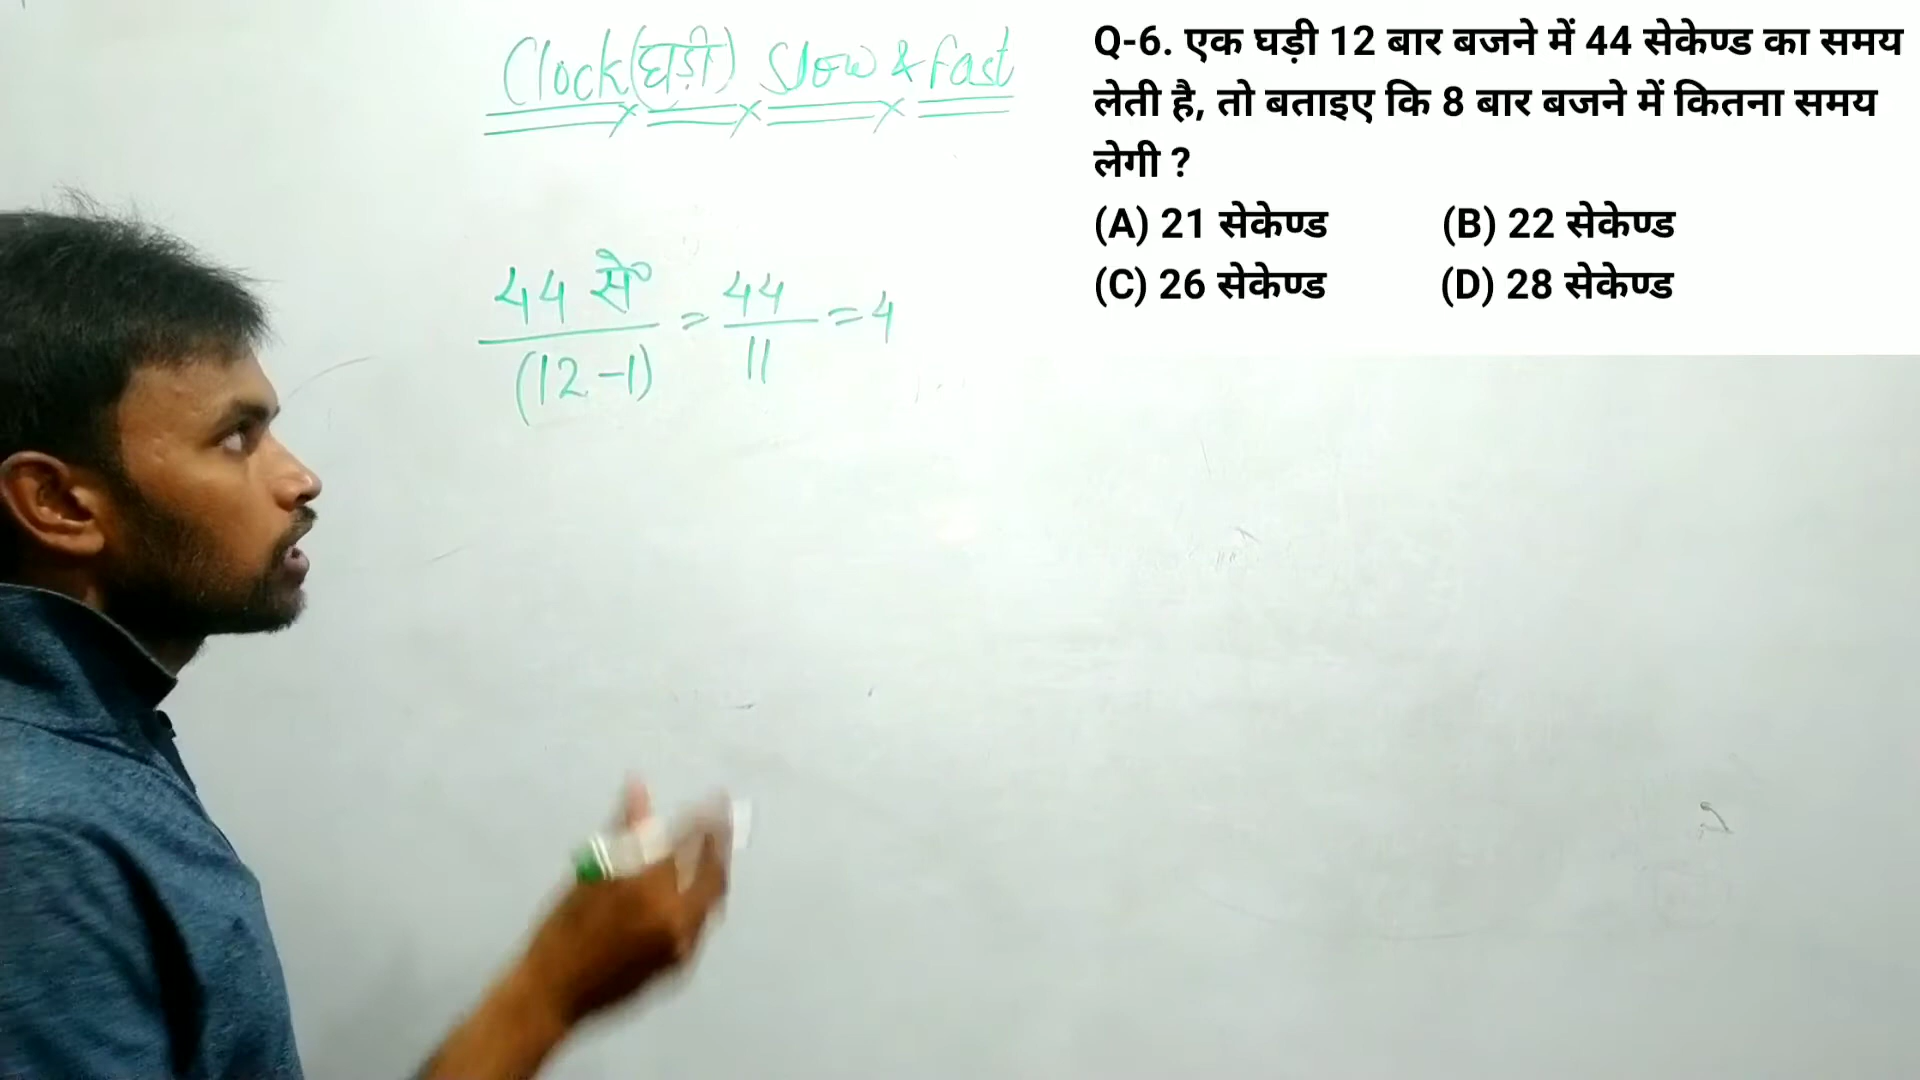 Clock(घड़ी) Slow & Fast
Q-6. एक घड़ी 12 बार बजने में 44 सेकेण्ड का समय
लेती है, तो बताइए कि 8 बार बजने में कितना समय
लेगी ?
(A) 21 सेकेण्ड (B) 22 सेकेण्ड
(C) 26 सेकेण्ड (D) 28 सेकेण्ड
44 से० / (12-1) = 44 / 11 = 4